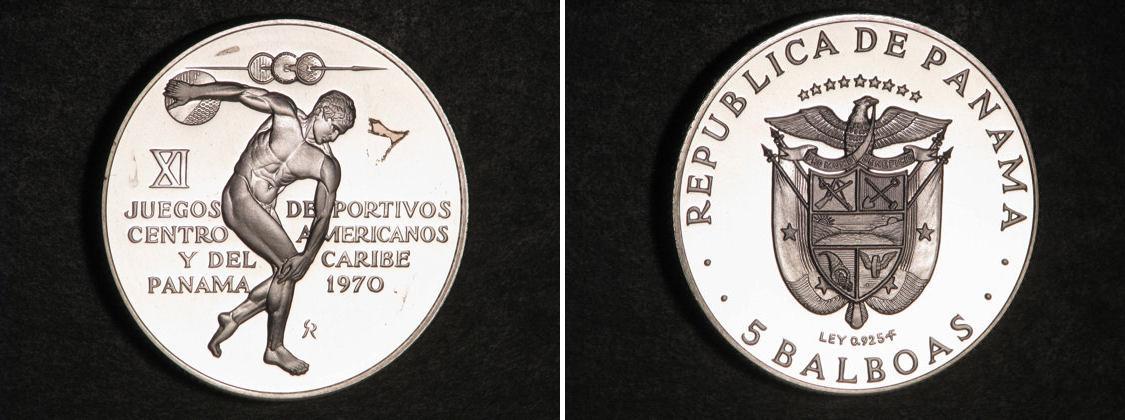 XI
JUEGOS DEPORTIVOS
CENTRO AMERICANOS
Y DEL CARIBE
PANAMA 1970
REPUBLICA DE PANAMA
LEY 0.925
5 BALBOAS